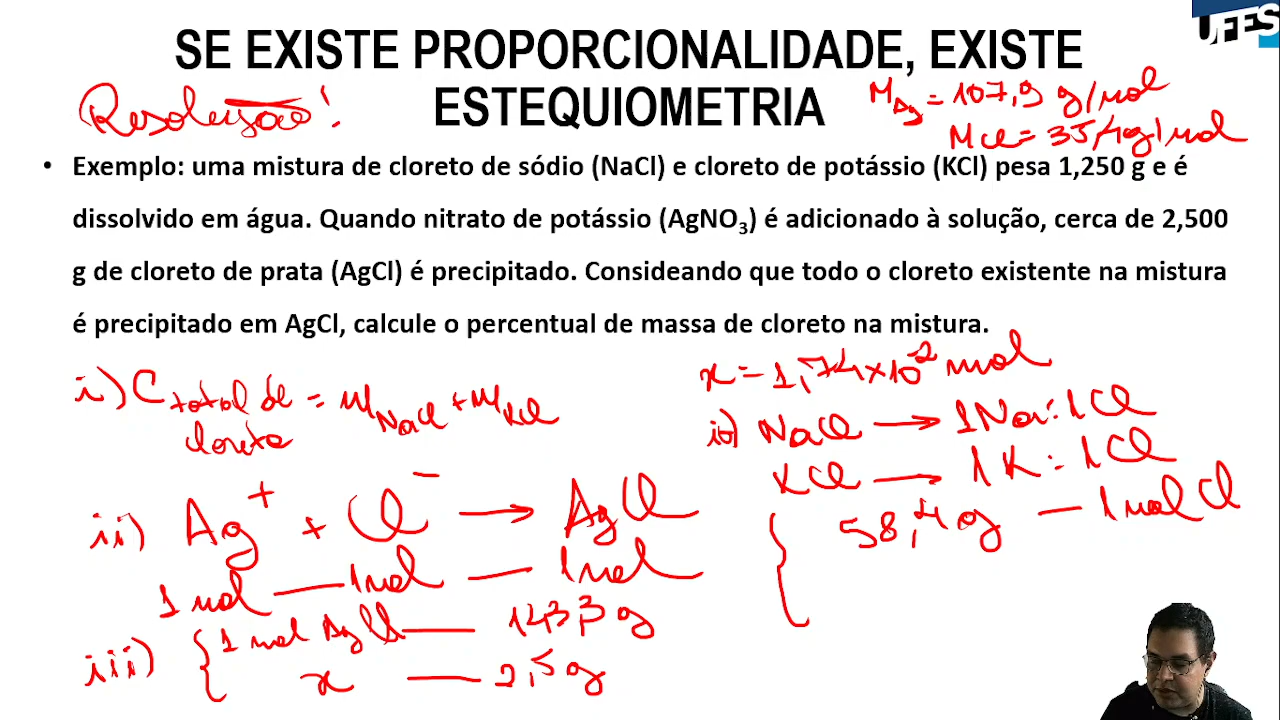 UFES
SE EXISTE PROPORCIONALIDADE, EXISTE
ESTEQUIOMETRIA
Resolução!
M Ag = 107,9 g/mol
M Cl = 35,4 g/mol
• Exemplo: uma mistura de cloreto de sódio (NaCl) e cloreto de potássio (KCl) pesa 1,250 g e é
dissolvido em água. Quando nitrato de potássio (AgNO₃) é adicionado à solução, cerca de 2,500
g de cloreto de prata (AgCl) é precipitado. Consideando que todo o cloreto existente na mistura
é precipitado em AgCl, calcule o percentual de massa de cloreto na mistura.
i) C total de cloreto = m NaCl + m KCl
ii) Ag⁺ + Cl⁻ → AgCl
1 mol — 1 mol — 1 mol
iii) { 1 mol AgCl — 143,3 g
x — 2,5 g
x = 1,74 × 10⁻² mol
iv) NaCl → 1Na : 1Cl
KCl → 1K : 1Cl
{ 58,4 g — 1 mol Cl